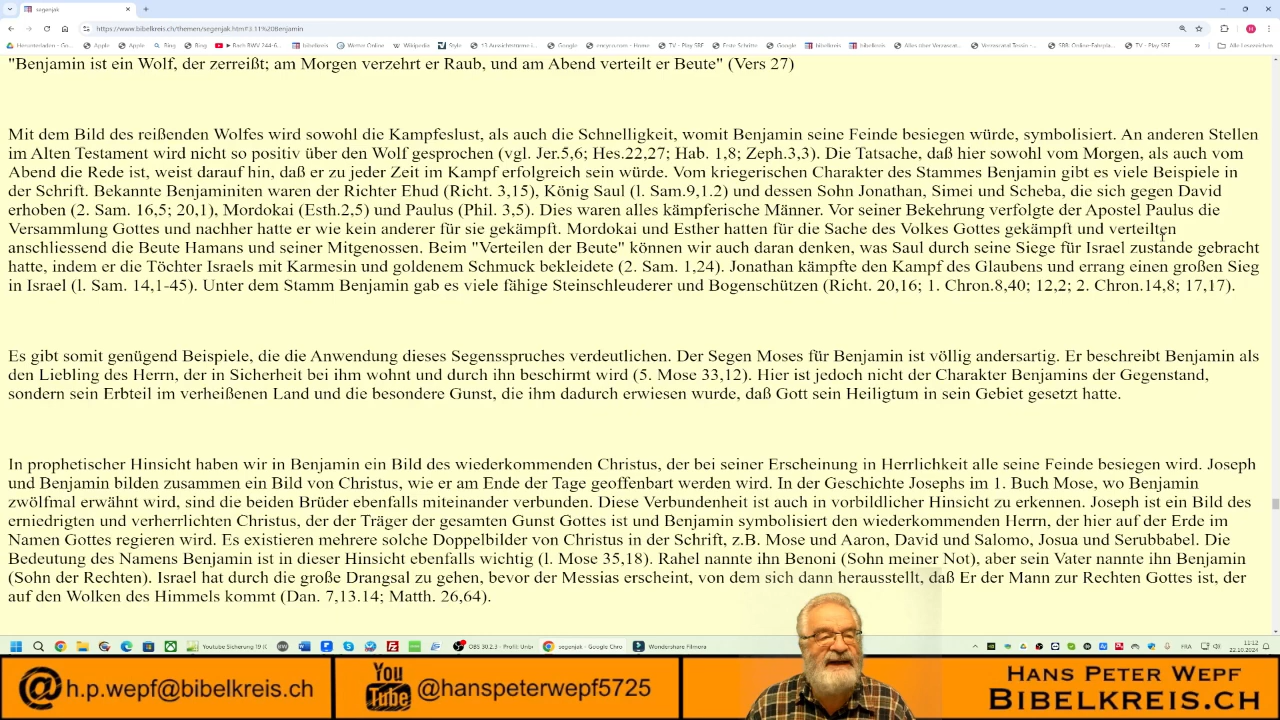 segenjak
https://www.bibelkreis.ch/themen/segenjak.htm#3.11%20Benjamin
"Benjamin ist ein Wolf, der zerreißt; am Morgen verzehrt er Raub, und am Abend verteilt er Beute" (Vers 27)
Mit dem Bild des reißenden Wolfes wird sowohl die Kampfeslust, als auch die Schnelligkeit, womit Benjamin seine Feinde besiegen würde, symbolisiert. An anderen Stellen
im Alten Testament wird nicht so positiv über den Wolf gesprochen (vgl. Jer.5,6; Hes.22,27; Hab. 1,8; Zeph.3,3). Die Tatsache, daß hier sowohl vom Morgen, als auch vom
Abend die Rede ist, weist darauf hin, daß er zu jeder Zeit im Kampf erfolgreich sein würde. Vom kriegerischen Charakter des Stammes Benjamin gibt es viele Beispiele in
der Schrift. Bekannte Benjaminiten waren der Richter Ehud (Richt. 3,15), König Saul (l. Sam.9,1.2) und dessen Sohn Jonathan, Simei und Scheba, die sich gegen David
erhoben (2. Sam. 16,5; 20,1), Mordokai (Esth.2,5) und Paulus (Phil. 3,5). Dies waren alles kämpferische Männer. Vor seiner Bekehrung verfolgte der Apostel Paulus die
Versammlung Gottes und nachher hatte er wie kein anderer für sie gekämpft. Mordokai und Esther hatten für die Sache des Volkes Gottes gekämpft und verteilten
anschliessend die Beute Hamans und seiner Mitgenossen. Beim "Verteilen der Beute" können wir auch daran denken, was Saul durch seine Siege für Israel zustande gebracht
hatte, indem er die Töchter Israels mit Karmesin und goldenem Schmuck bekleidete (2. Sam. 1,24). Jonathan kämpfte den Kampf des Glaubens und errang einen großen Sieg
in Israel (l. Sam. 14,1-45). Unter dem Stamm Benjamin gab es viele fähige Steinschleuderer und Bogenschützen (Richt. 20,16; 1. Chron.8,40; 12,2; 2. Chron.14,8; 17,17).
Es gibt somit genügend Beispiele, die die Anwendung dieses Segensspruches verdeutlichen. Der Segen Moses für Benjamin ist völlig andersartig. Er beschreibt Benjamin als
den Liebling des Herrn, der in Sicherheit bei ihm wohnt und durch ihn beschirmt wird (5. Mose 33,12). Hier ist jedoch nicht der Charakter Benjamins der Gegenstand,
sondern sein Erbteil im verheißenen Land und die besondere Gunst, die ihm dadurch erwiesen wurde, daß Gott sein Heiligtum in sein Gebiet gesetzt hatte.
In prophetischer Hinsicht haben wir in Benjamin ein Bild des wiederkommenden Christus, der bei seiner Erscheinung in Herrlichkeit alle seine Feinde besiegen wird. Joseph
und Benjamin bilden zusammen ein Bild von Christus, wie er am Ende der Tage geoffenbart werden wird. In der Geschichte Josephs im 1. Buch Mose, wo Benjamin
zwölfmal erwähnt wird, sind die beiden Brüder ebenfalls miteinander verbunden. Diese Verbundenheit ist auch in vorbildlicher Hinsicht zu erkennen. Joseph ist ein Bild des
erniedrigten und verherrlichten Christus, der der Träger der gesamten Gunst Gottes ist und Benjamin symbolisiert den wiederkommenden Herrn, der hier auf der Erde im
Namen Gottes regieren wird. Es existieren mehrere solche Doppelbilder von Christus in der Schrift, z.B. Mose und Aaron, David und Salomo, Josua und Serubbabel. Die
Bedeutung des Namens Benjamin ist in dieser Hinsicht ebenfalls wichtig (l. Mose 35,18). Rahel nannte ihn Benoni (Sohn meiner Not), aber sein Vater nannte ihn Benjamin
(Sohn der Rechten). Israel hat durch die große Drangsal zu gehen, bevor der Messias erscheint, von dem sich dann herausstellt, daß Er der Mann zur Rechten Gottes ist, der
auf den Wolken des Himmels kommt (Dan. 7,13.14; Matth. 26,64).
segenjak - Google Chro
Wondershare Filmora
FRA
11:12
22.10.2024
@h.p.wepf@bibelkreis.ch
You Tube @hanspeterwepf5725
Hans Peter Wepf
Bibelkreis.ch